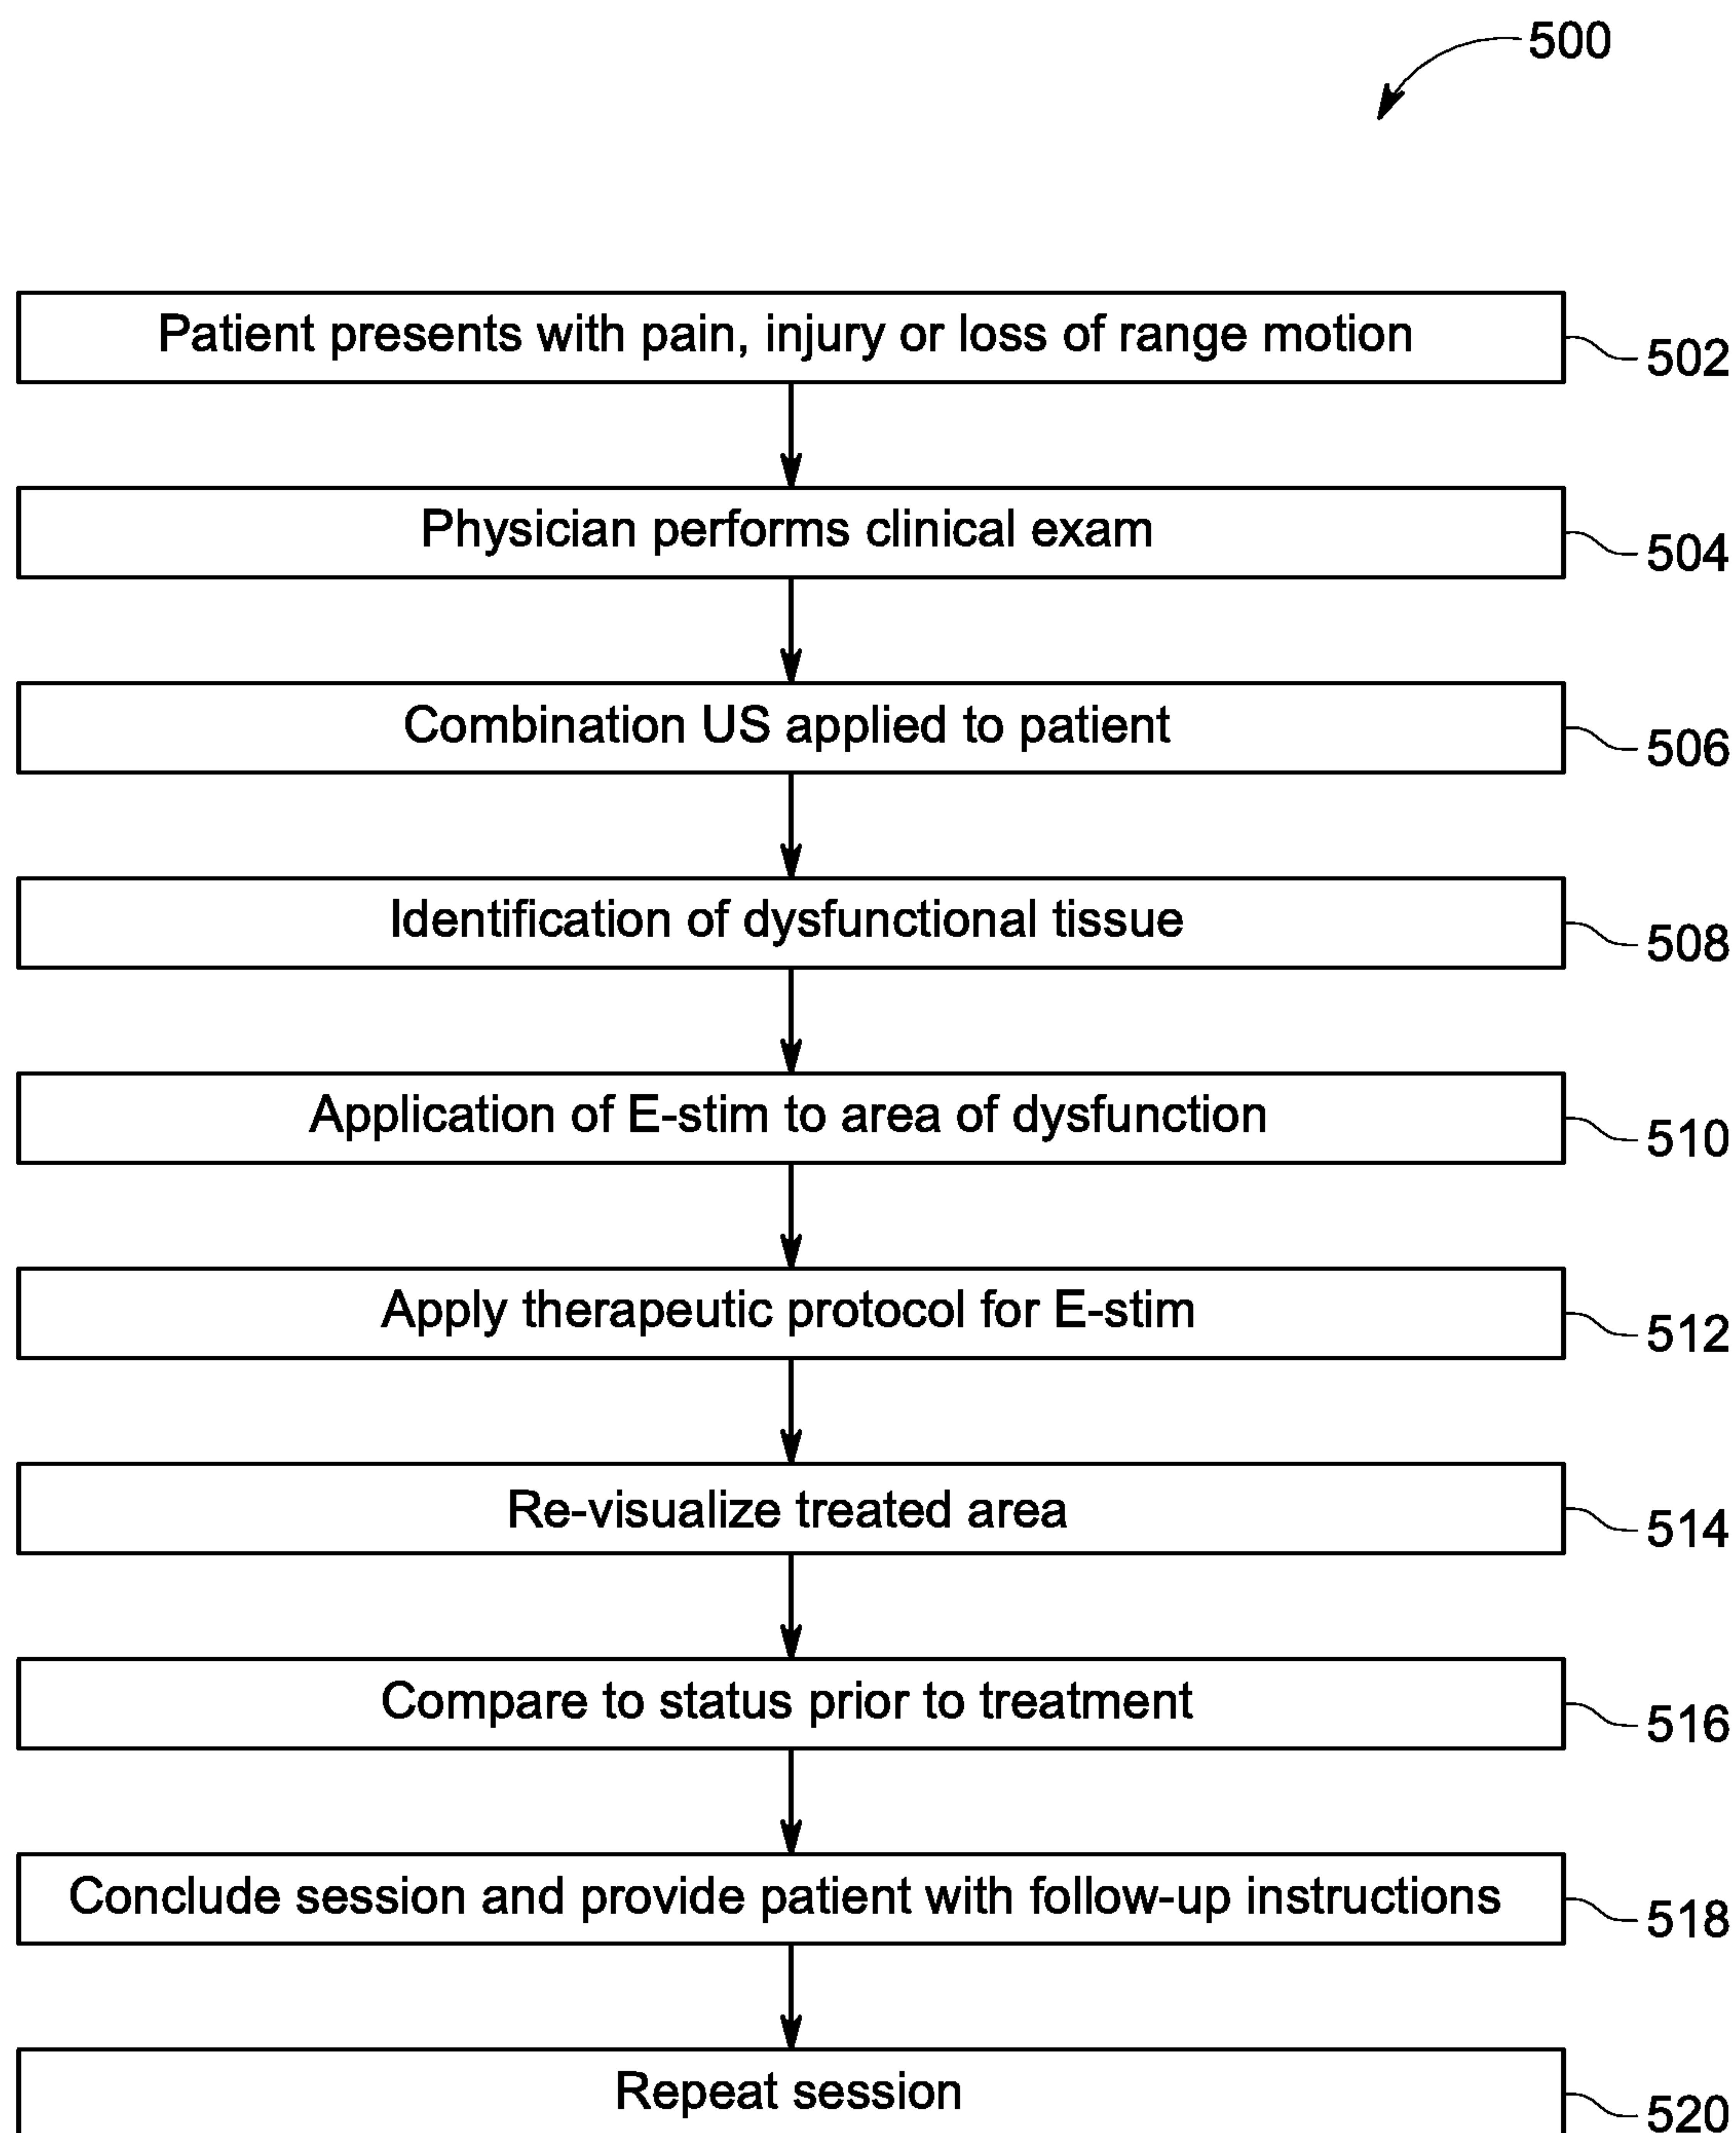 500
Patient presents with pain, injury or loss of range motion
502
Physician performs clinical exam
504
Combination US applied to patient
506
Identification of dysfunctional tissue
508
Application of E-stim to area of dysfunction
510
Apply therapeutic protocol for E-stim
512
Re-visualize treated area
514
Compare to status prior to treatment
516
Conclude session and provide patient with follow-up instructions
518
Repeat session
520